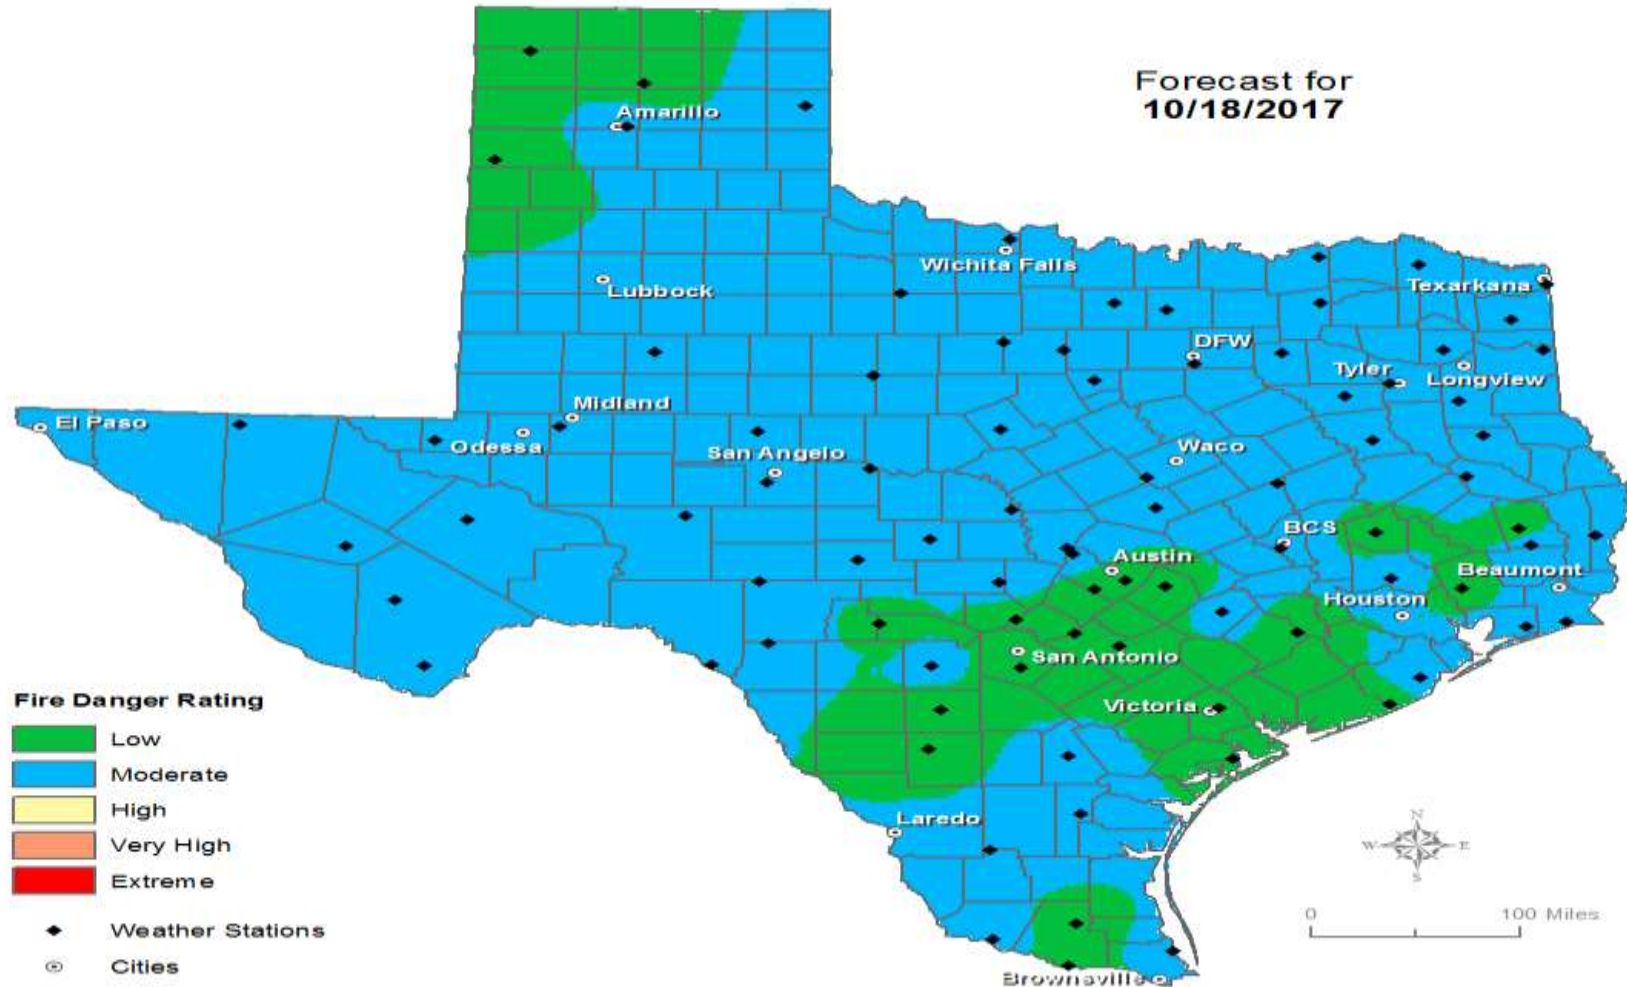 Forecast for
10/18/2017
Amarillo
Wichita Falls
Lubbock
Texarkana
DFW
Tyler
Longview
Midland
El Paso
Odessa
San Angelo
Waco
BCS
Austin
Beaumont
Houston
San Antonio
Victoria
Laredo
Brownsville
Fire Danger Rating
Low
Moderate
High
Very High
Extreme
Weather Stations
Cities
N
W E
S
0 100 Miles